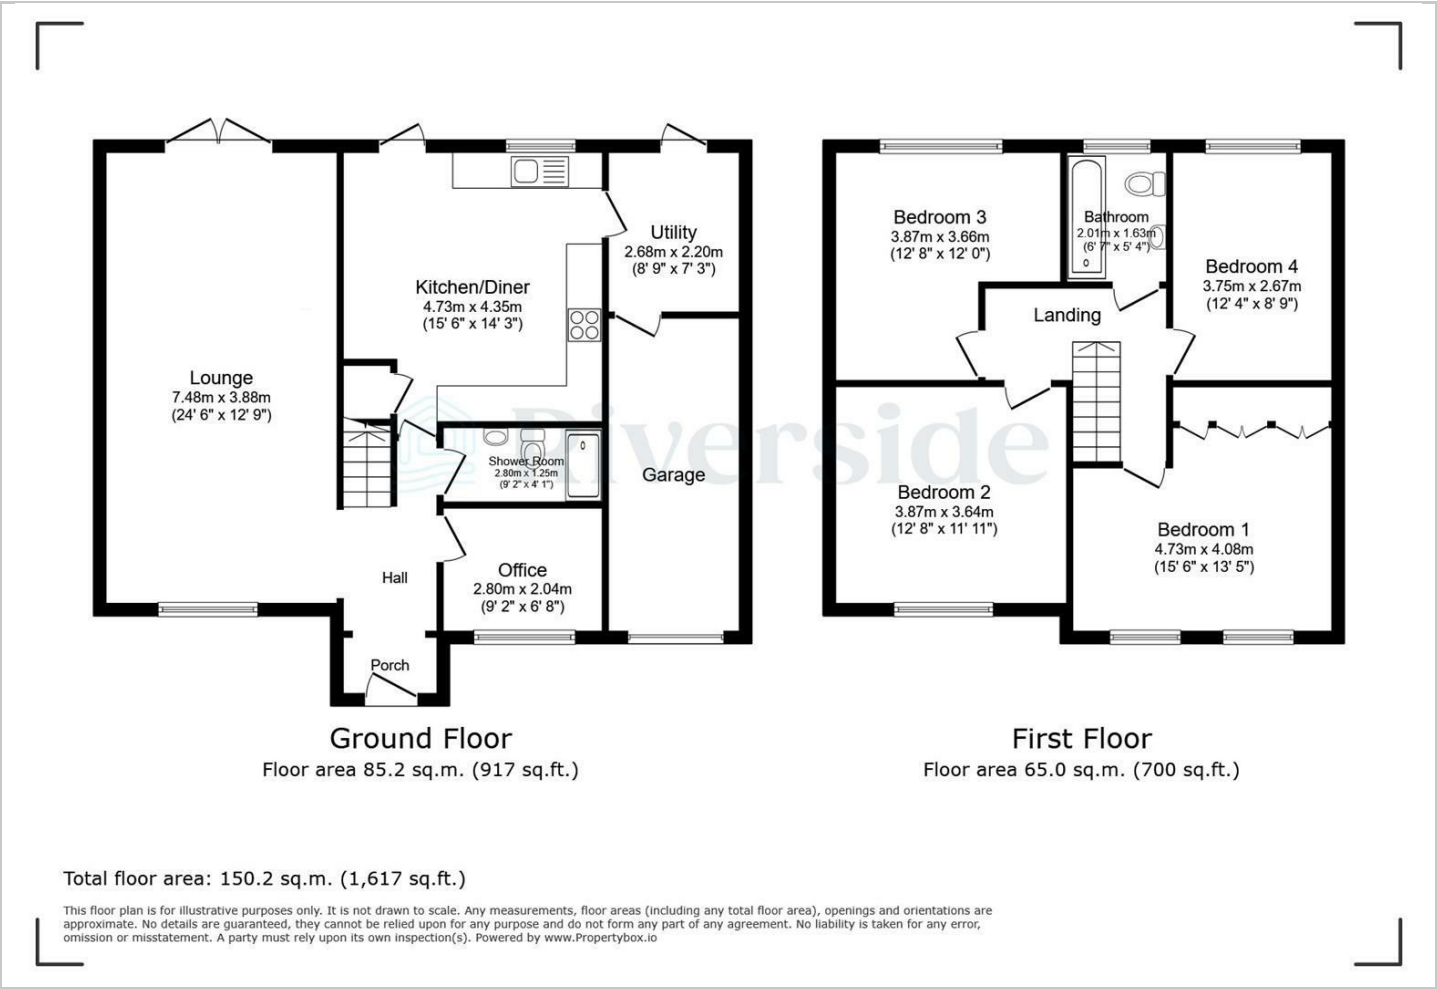 Lounge
7.48m x 3.88m
(24' 6" x 12' 9")
Kitchen/Diner
4.73m x 4.35m
(15' 6" x 14' 3")
Utility
2.68m x 2.20m
(8' 9" x 7' 3")
Shower Room
2.80m x 1.25m
(9' 2" x 4' 1")
Garage
Hall
Office
2.80m x 2.04m
(9' 2" x 6' 8")
Porch
Ground Floor
Floor area 85.2 sq.m. (917 sq.ft.)
Bedroom 3
3.87m x 3.66m
(12' 8" x 12' 0")
Bathroom
2.01m x 1.63m
(6' 7" x 5' 4")
Bedroom 4
3.75m x 2.67m
(12' 4" x 8' 9")
Landing
Bedroom 2
3.87m x 3.64m
(12' 8" x 11' 11")
Bedroom 1
4.73m x 4.08m
(15' 6" x 13' 5")
First Floor
Floor area 65.0 sq.m. (700 sq.ft.)
Riverside
Total floor area: 150.2 sq.m. (1,617 sq.ft.)
This floor plan is for illustrative purposes only. It is not drawn to scale. Any measurements, floor areas (including any total floor area), openings and orientations are
approximate. No details are guaranteed, they cannot be relied upon for any purpose and do not form any part of any agreement. No liability is taken for any error,
omission or misstatement. A party must rely upon its own inspection(s). Powered by www.Propertybox.io